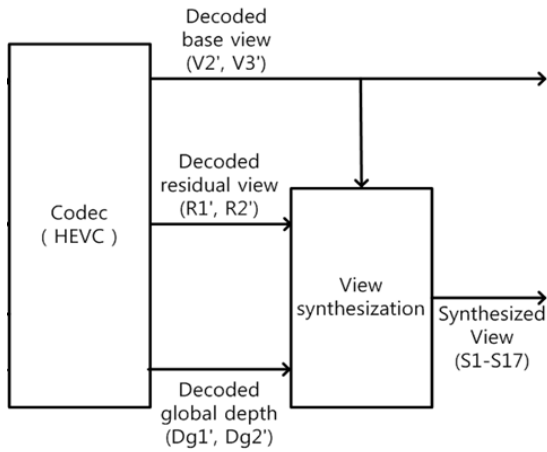 Decoded
base view
(V2', V3')
Decoded
residual view
(R1', R2')
Codec
( HEVC )
View
synthesization
Synthesized
View
(S1-S17)
Decoded
global depth
(Dg1', Dg2')